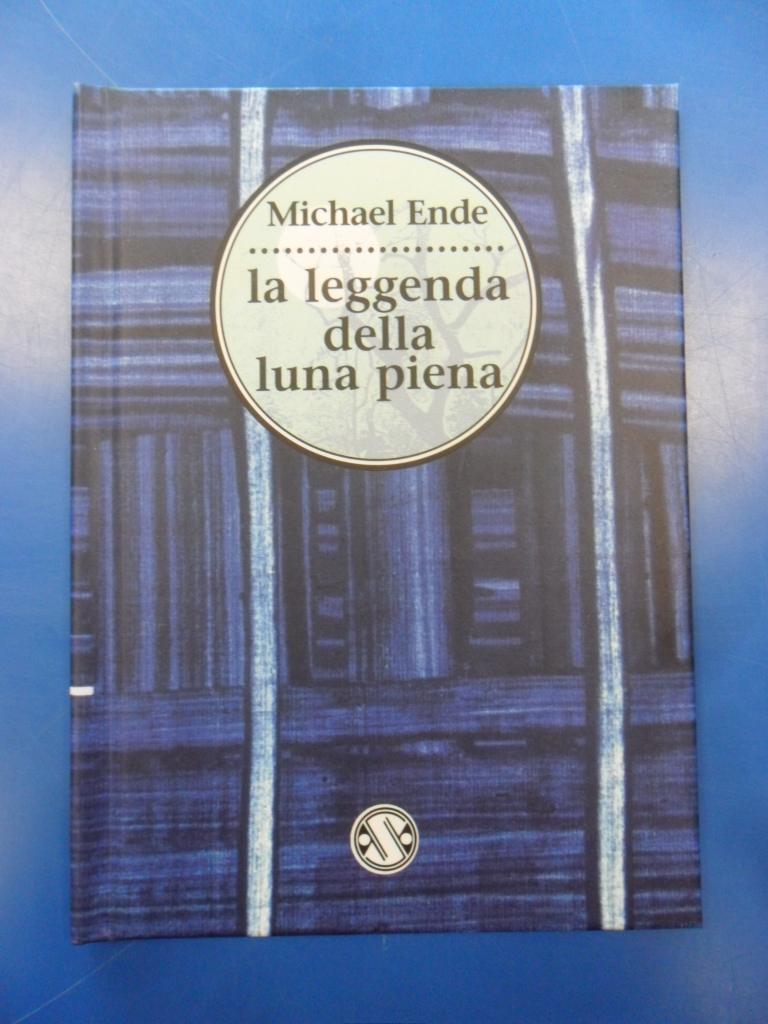 Michael Ende
la leggenda
della
luna piena
S